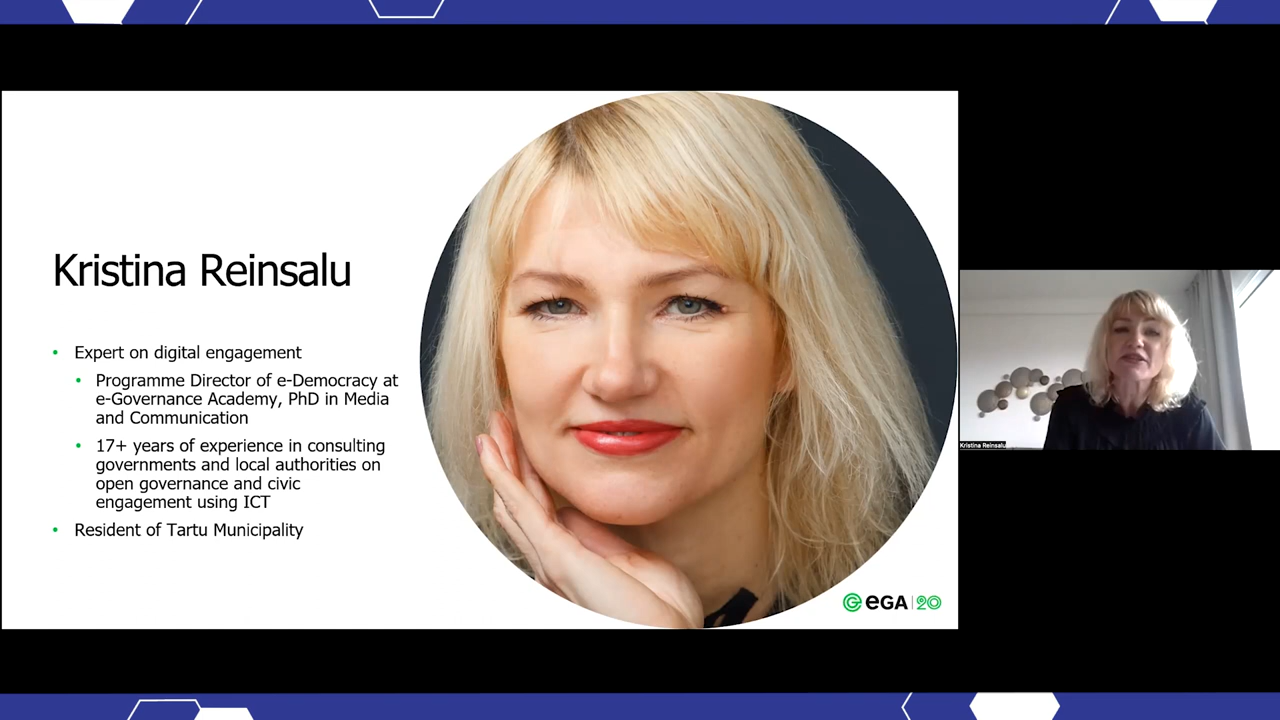 Kristina Reinsalu
• Expert on digital engagement
• Programme Director of e-Democracy at
e-Governance Academy, PhD in Media
and Communication
• 17+ years of experience in consulting
governments and local authorities on
open governance and civic
engagement using ICT
• Resident of Tartu Municipality
eGA | 20
Kristina Reinsalu